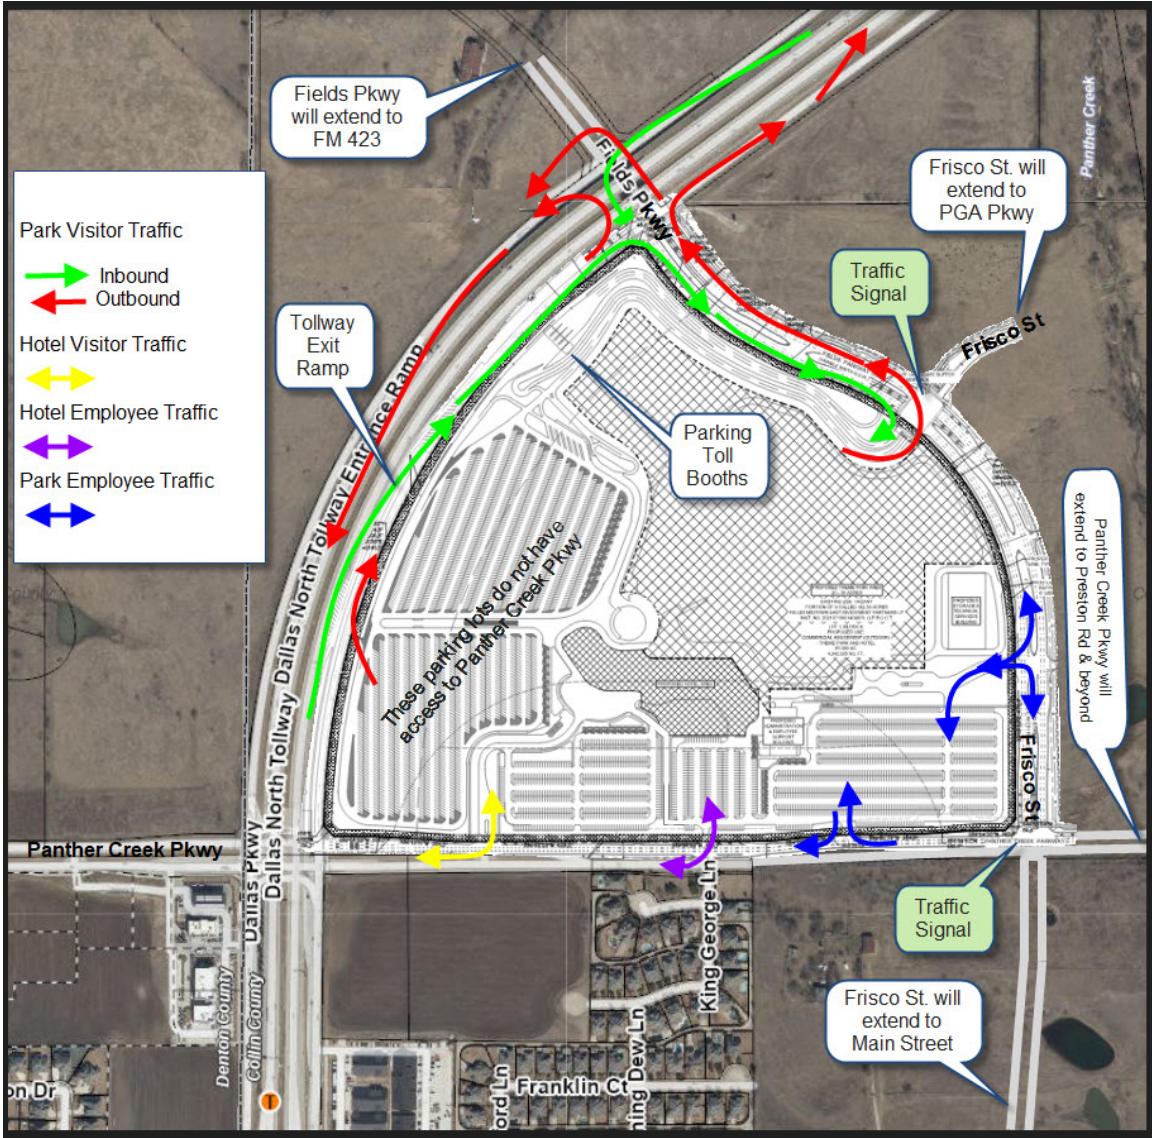 Fields Pkwy
will extend to
FM 423
Panther Creek
Frisco St. will
extend to
PGA Pkwy
Fields Pkwy
Park Visitor Traffic
Inbound
Outbound
Hotel Visitor Traffic
Hotel Employee Traffic
Park Employee Traffic
Traffic
Signal
Tollway
Exit
Ramp
Frisco St
Parking
Toll
Booths
Dallas North Tollway Entrance Ramp
These parking lots do not have
access to Panther Creek Pkwy
Panther Creek Pkwy will
extend to Preston Rd & beyond
Dallas North Tollway
Frisco St
Panther Creek Pkwy
Dallas Pkwy
Traffic
Signal
King George Ln
Denton County
Collin County
Frisco St. will
extend to
Main Street
on Dr
Franklin Ct
ord Ln
ning Dew Ln
T